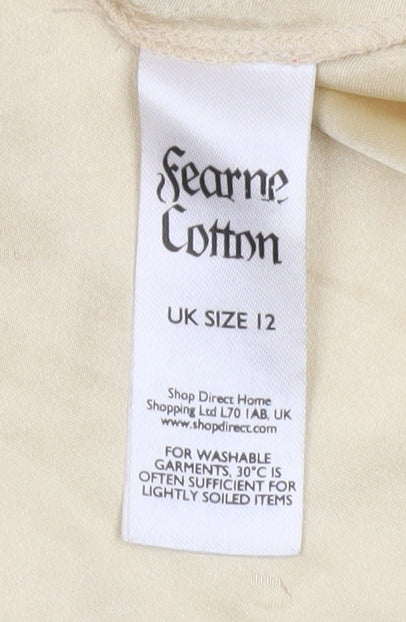 Fearne
Cotton
UK SIZE 12
Shop Direct Home
Shopping Ltd L70 1AB, UK
www.shopdirect.com
FOR WASHABLE
GARMENTS, 30°C IS
OFTEN SUFFICIENT FOR
LIGHTLY SOILED ITEMS